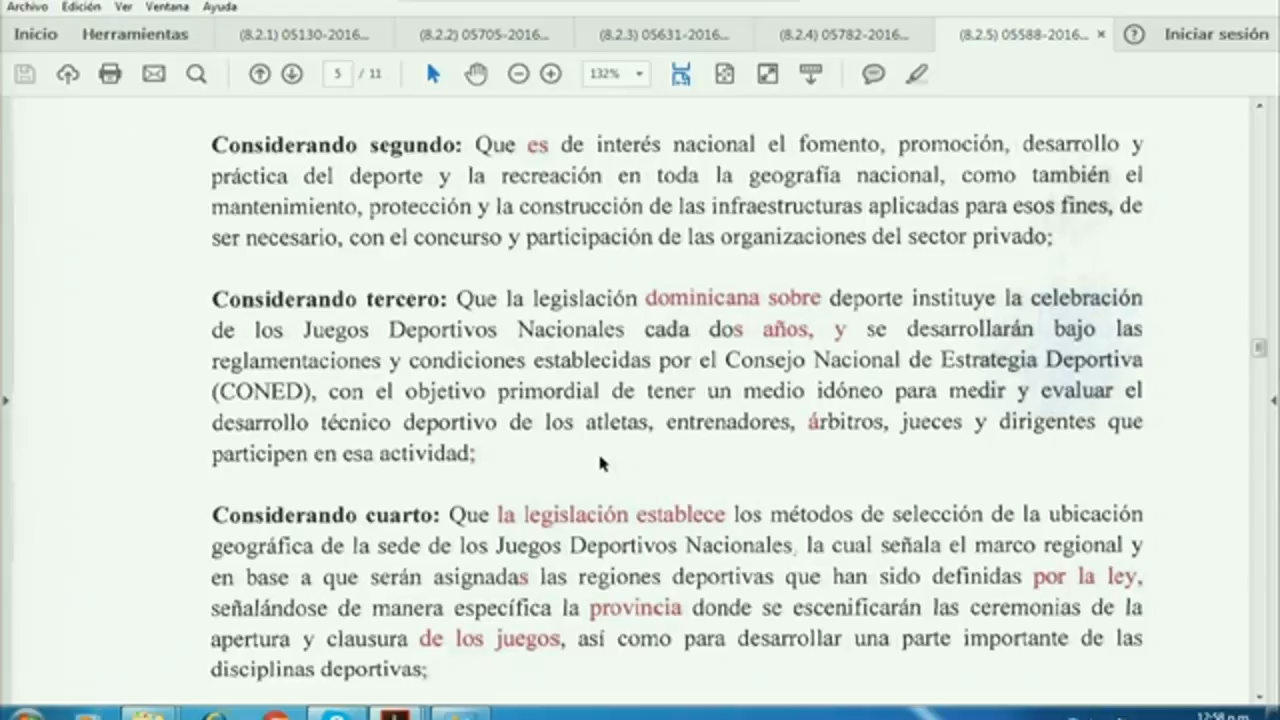 Archivo Edición Ver Ventana Ayuda
Inicio Herramientas (8.2.1) 05130-2016... (8.2.2) 05705-2016... (8.2.3) 05631-2016... (8.2.4) 05782-2016... (8.2.5) 05588-2016... × ? Iniciar sesión
5 / 11 132%
Considerando segundo: Que es de interés nacional el fomento, promoción, desarrollo y
práctica del deporte y la recreación en toda la geografía nacional, como también el
mantenimiento, protección y la construcción de las infraestructuras aplicadas para esos fines, de
ser necesario, con el concurso y participación de las organizaciones del sector privado;
Considerando tercero: Que la legislación dominicana sobre deporte instituye la celebración
de los Juegos Deportivos Nacionales cada dos años, y se desarrollarán bajo las
reglamentaciones y condiciones establecidas por el Consejo Nacional de Estrategia Deportiva
(CONED), con el objetivo primordial de tener un medio idóneo para medir y evaluar el
desarrollo técnico deportivo de los atletas, entrenadores, árbitros, jueces y dirigentes que
participen en esa actividad;
Considerando cuarto: Que la legislación establece los métodos de selección de la ubicación
geográfica de la sede de los Juegos Deportivos Nacionales, la cual señala el marco regional y
en base a que serán asignadas las regiones deportivas que han sido definidas por la ley,
señalándose de manera específica la provincia donde se escenificarán las ceremonias de la
apertura y clausura de los juegos, así como para desarrollar una parte importante de las
disciplinas deportivas;
12:58 p.m.